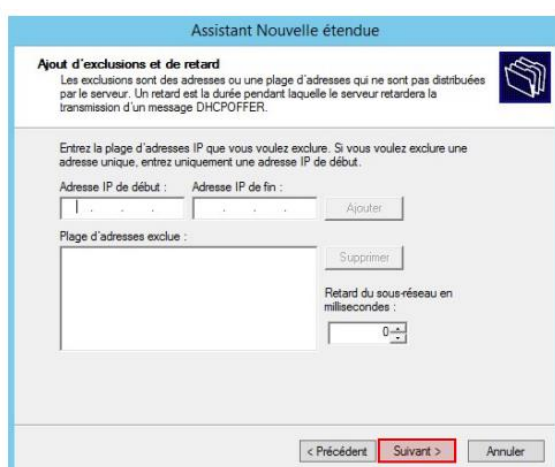 Assistant Nouvelle étendue
Ajout d'exclusions et de retard
Les exclusions sont des adresses ou une plage d'adresses qui ne sont pas distribuées
par le serveur. Un retard est la durée pendant laquelle le serveur retardera la
transmission d'un message DHCPOFFER.
Entrez la plage d'adresses IP que vous voulez exclure. Si vous voulez exclure une
adresse unique, entrez uniquement une adresse IP de début.
Adresse IP de début : Adresse IP de fin :
. . . . . . Ajouter
Plage d'adresses exclue :
Supprimer
Retard du sous-réseau en
millisecondes :
0
< Précédent Suivant > Annuler